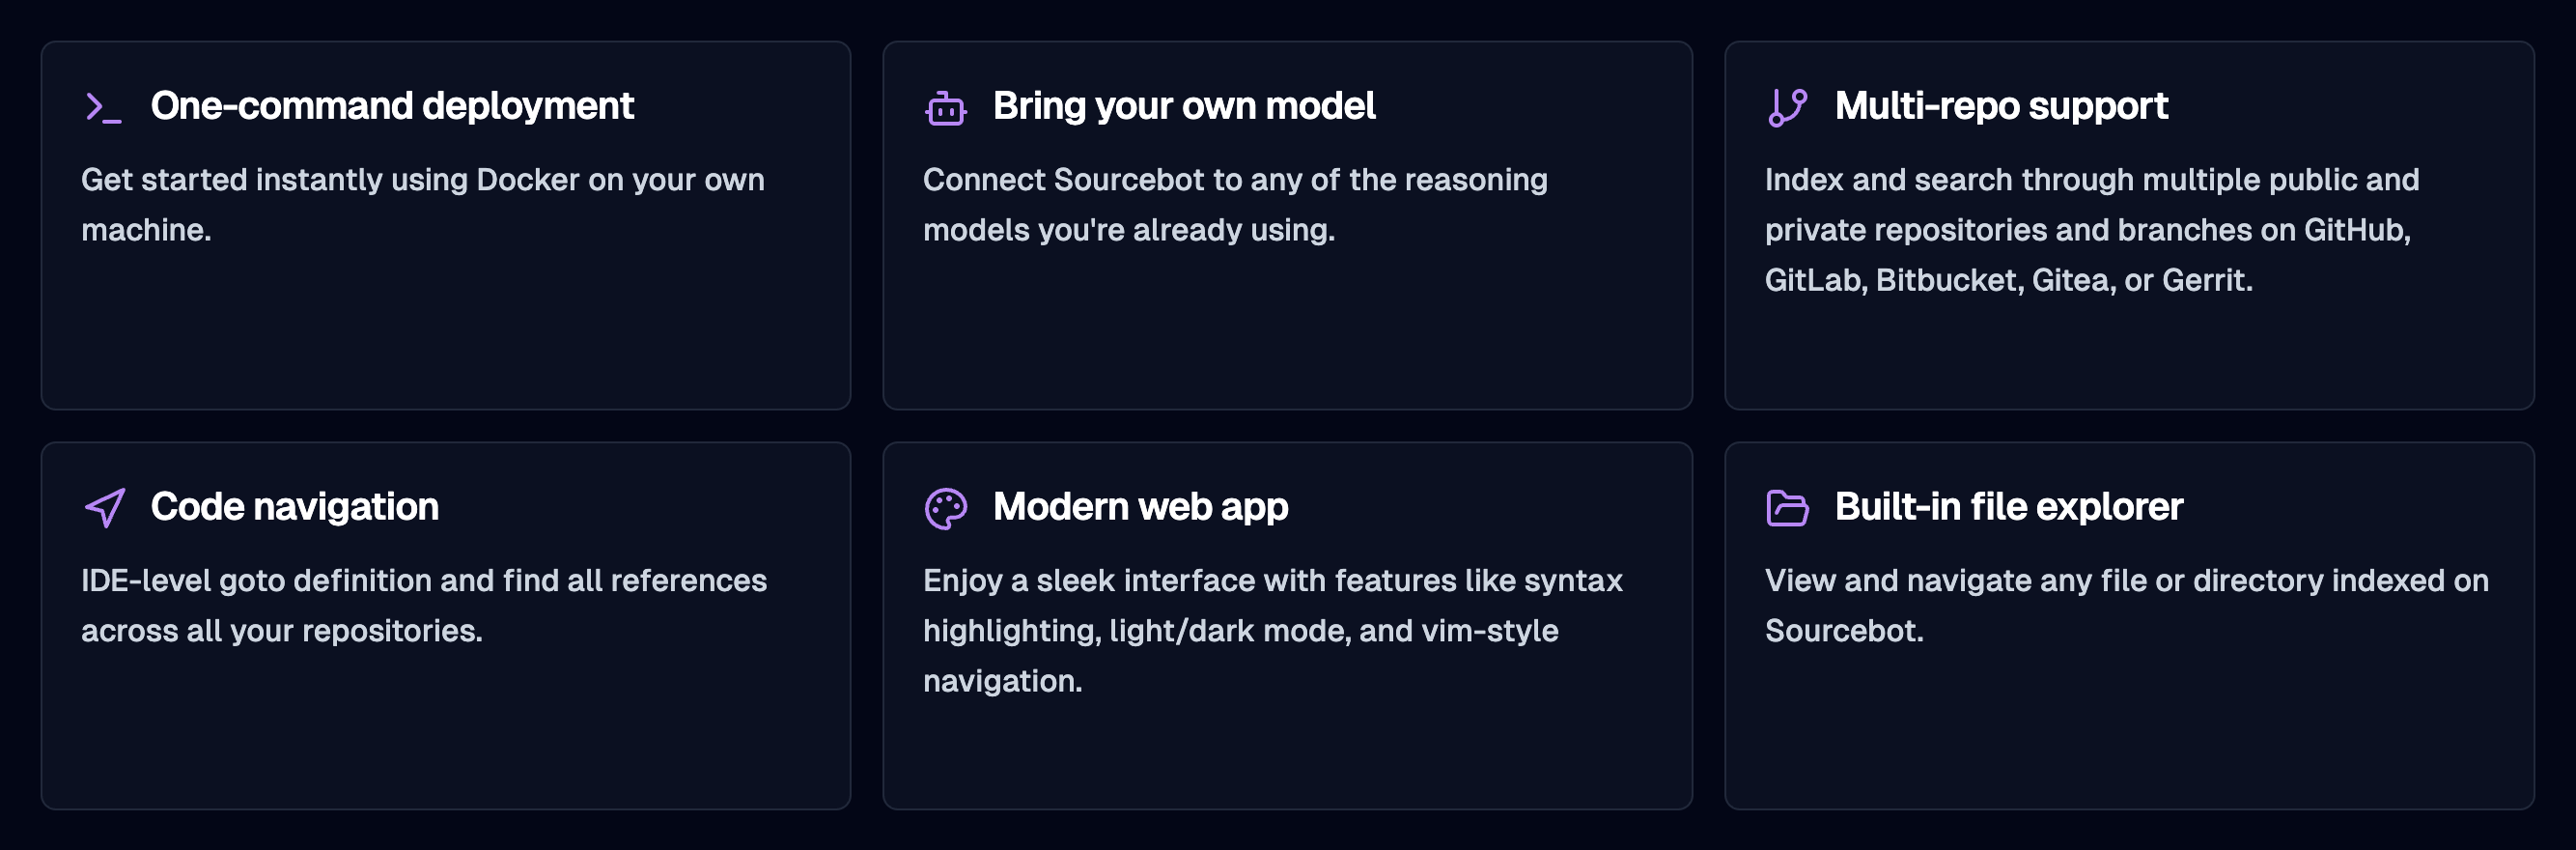 One-command deployment
Get started instantly using Docker on your own
machine.
Bring your own model
Connect Sourcebot to any of the reasoning
models you're already using.
Multi-repo support
Index and search through multiple public and
private repositories and branches on GitHub,
GitLab, Bitbucket, Gitea, or Gerrit.
Code navigation
IDE-level goto definition and find all references
across all your repositories.
Modern web app
Enjoy a sleek interface with features like syntax
highlighting, light/dark mode, and vim-style
navigation.
Built-in file explorer
View and navigate any file or directory indexed on
Sourcebot.